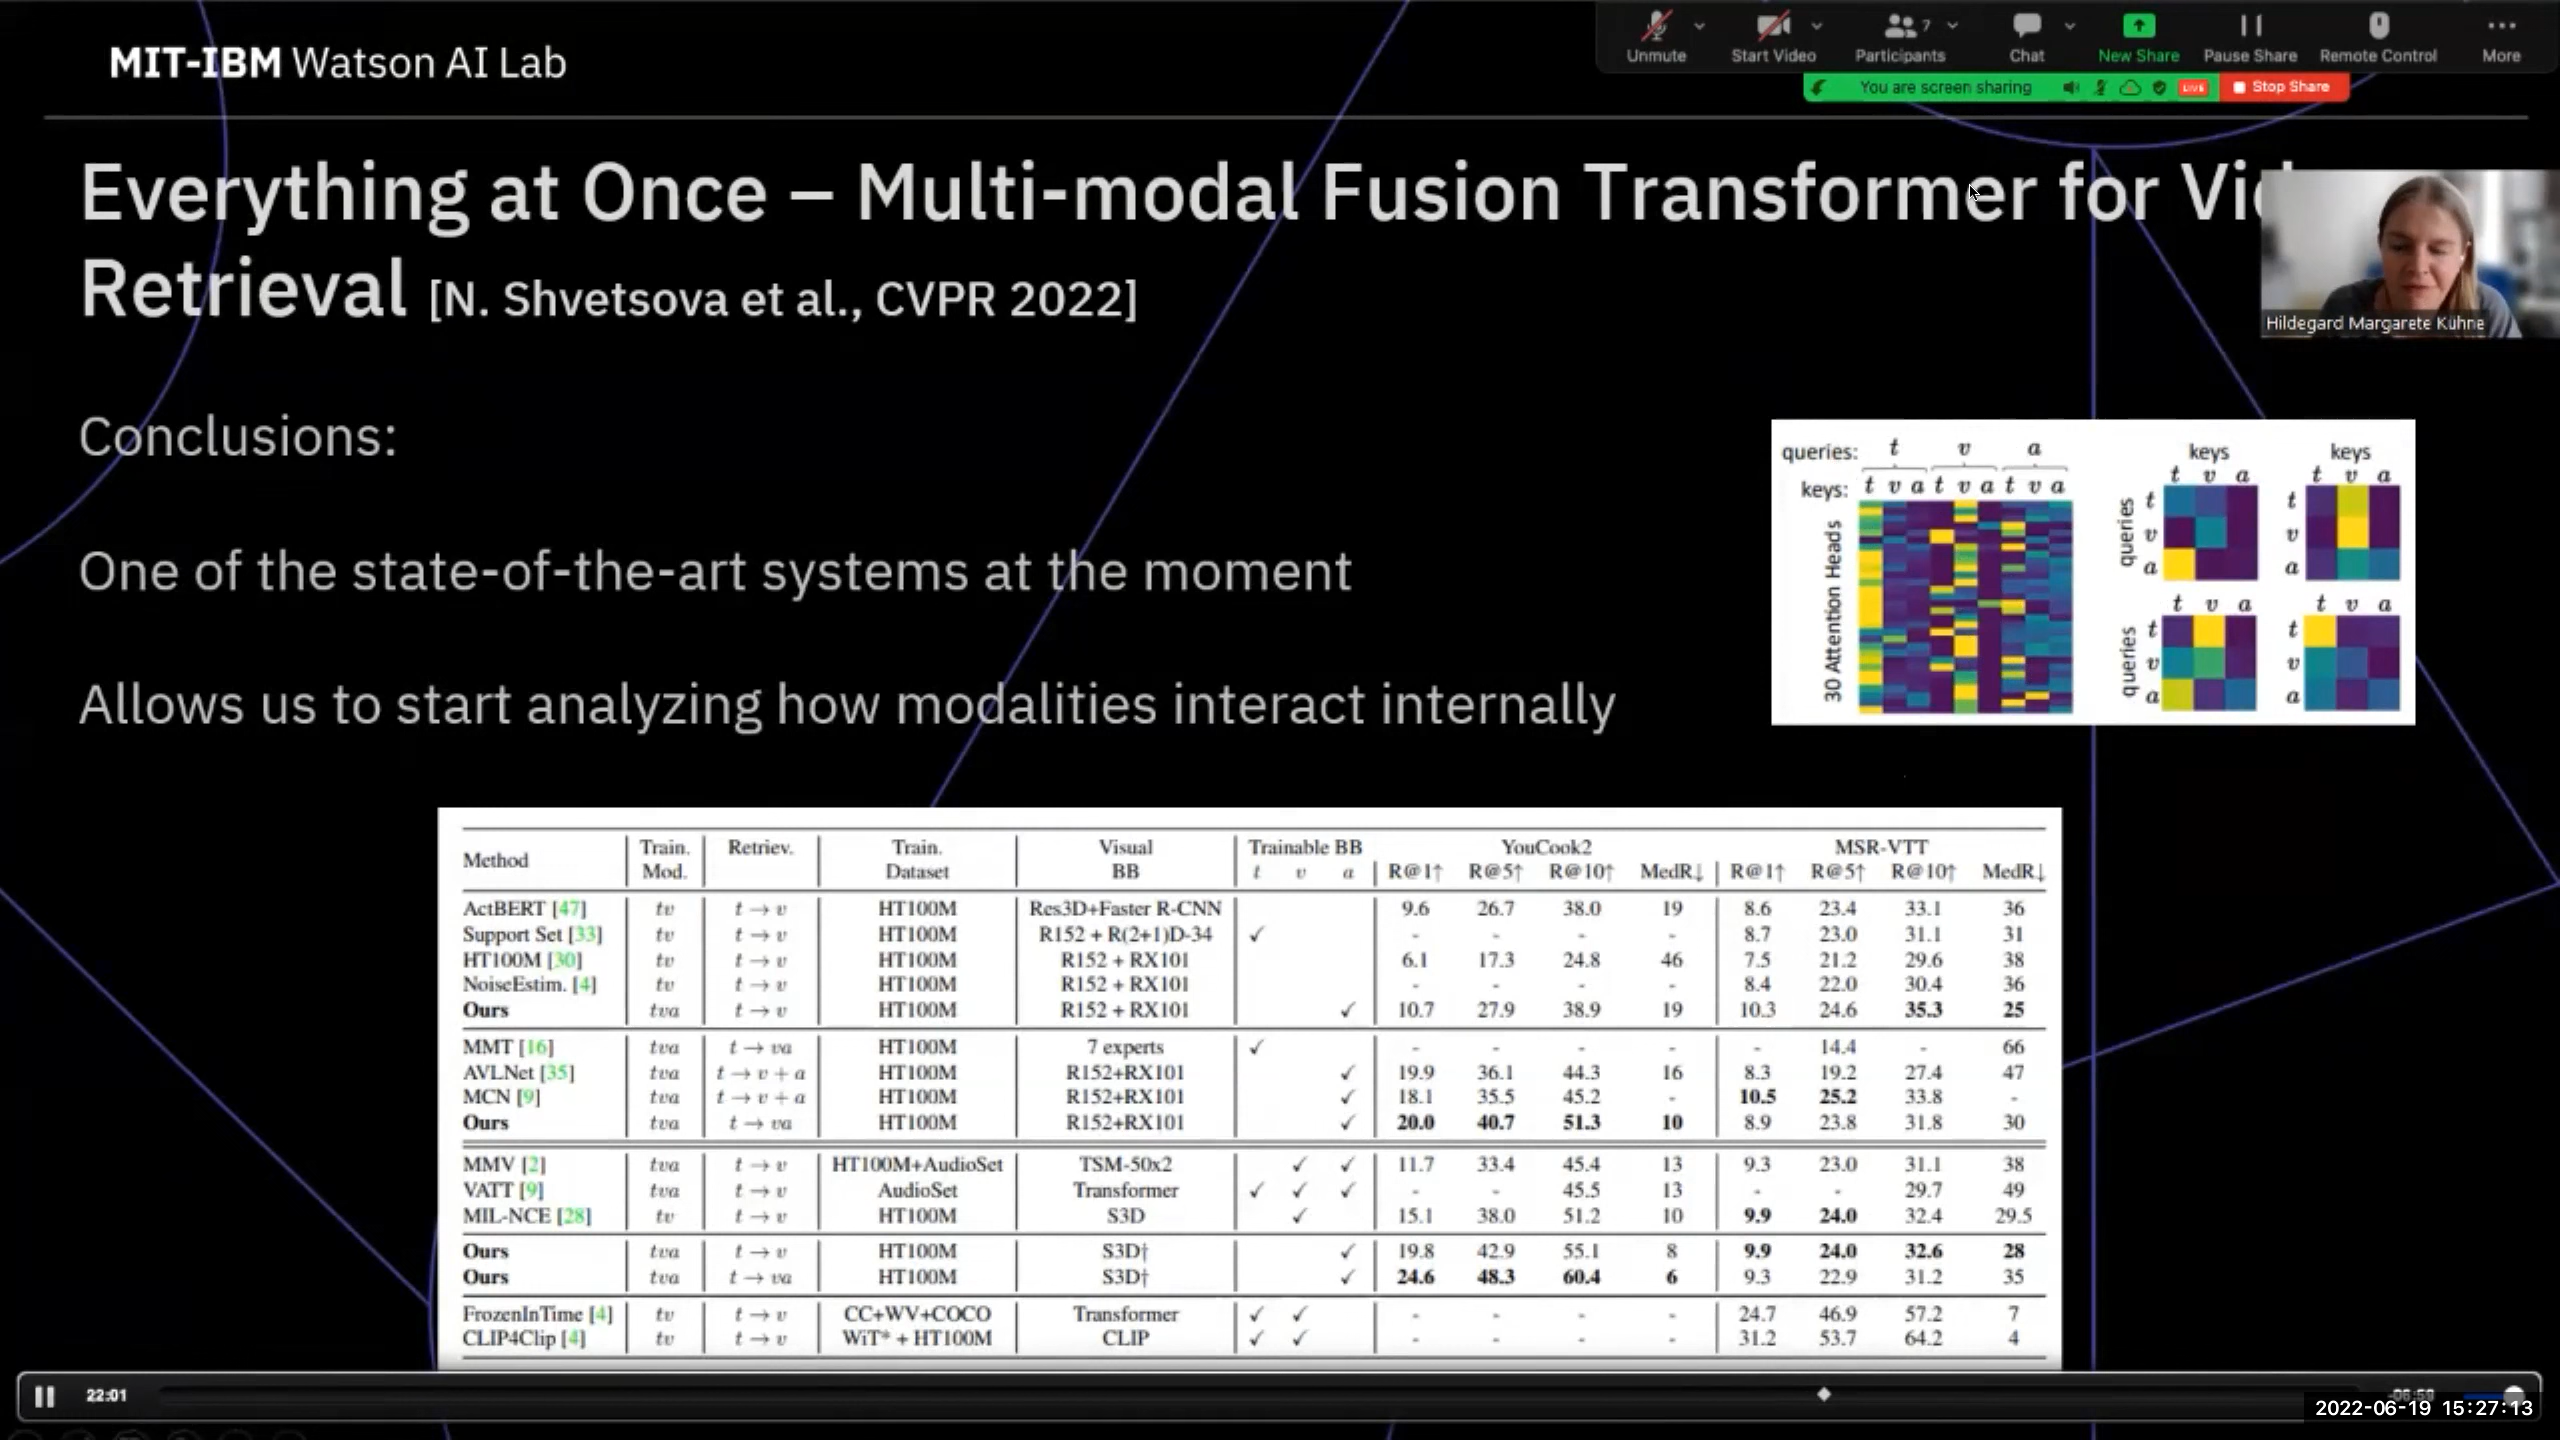 MIT-IBM Watson AI Lab
Unmute
Start Video
7
Participants
Chat
New Share
Pause Share
Remote Control
More
You are screen sharing
LIVE
Stop Share
Everything at Once – Multi-modal Fusion Transformer for
Retrieval [N. Shvetsova et al., CVPR 2022]
Hildegard Margarete Kühne
Conclusions:
One of the state-of-the-art systems at the moment
Allows us to start analyzing how modalities interact internally
queries: t v a
keys: t v a t v a t v a
30 Attention Heads
keys
t v a
queries
t
v
a
keys
t v a
t
v
a
t v a
queries
t
v
a
t v a
t
v
a
Method Train. Mod. Retriev. Train. Dataset Visual BB Trainable BB YouCook2 MSR-VTT
t v a R@1↑ R@5↑ R@10↑ MedR↓ R@1↑ R@5↑ R@10↑ MedR↓
ActBERT [47] tv t → v HT100M Res3D+Faster R-CNN 9.6 26.7 38.0 19 8.6 23.4 33.1 36
Support Set [33] tv t → v HT100M R152 + R(2+1)D-34 ✓ - - - - 8.7 23.0 31.1 31
HT100M [30] tv t → v HT100M R152 + RX101 6.1 17.3 24.8 46 7.5 21.2 29.6 38
NoiseEstim. [4] tv t → v HT100M R152 + RX101 - - - - 8.4 22.0 30.4 36
Ours tva t → v HT100M R152 + RX101 ✓ 10.7 27.9 38.9 19 10.3 24.6 35.3 25
MMT [16] tva t → va HT100M 7 experts ✓ - - - - - 14.4 - 66
AVLNet [35] tva t → v + a HT100M R152+RX101 ✓ 19.9 36.1 44.3 16 8.3 19.2 27.4 47
MCN [9] tva t → v + a HT100M R152+RX101 ✓ 18.1 35.5 45.2 - 10.5 25.2 33.8 -
Ours tva t → va HT100M R152+RX101 ✓ 20.0 40.7 51.3 10 8.9 23.8 31.8 30
MMV [2] tva t → v HT100M+AudioSet TSM-50x2 ✓ ✓ 11.7 33.4 45.4 13 9.3 23.0 31.1 38
VATT [9] tva t → v AudioSet Transformer ✓ ✓ ✓ - - 45.5 13 - - 29.7 49
MIL-NCE [28] tv t → v HT100M S3D ✓ 15.1 38.0 51.2 10 9.9 24.0 32.4 29.5
Ours tva t → v HT100M S3D† ✓ 19.8 42.9 55.1 8 9.9 24.0 32.6 28
Ours tva t → va HT100M S3D† ✓ 24.6 48.3 60.4 6 9.3 22.9 31.2 35
FrozenInTime [4] tv t → v CC+WV+COCO Transformer ✓ ✓ - - - - 24.7 46.9 57.2 7
CLIP4Clip [4] tv t → v WiT* + HT100M CLIP ✓ ✓ - - - - 31.2 53.7 64.2 4
22:01
-06:59
2022-06-19 15:27:13